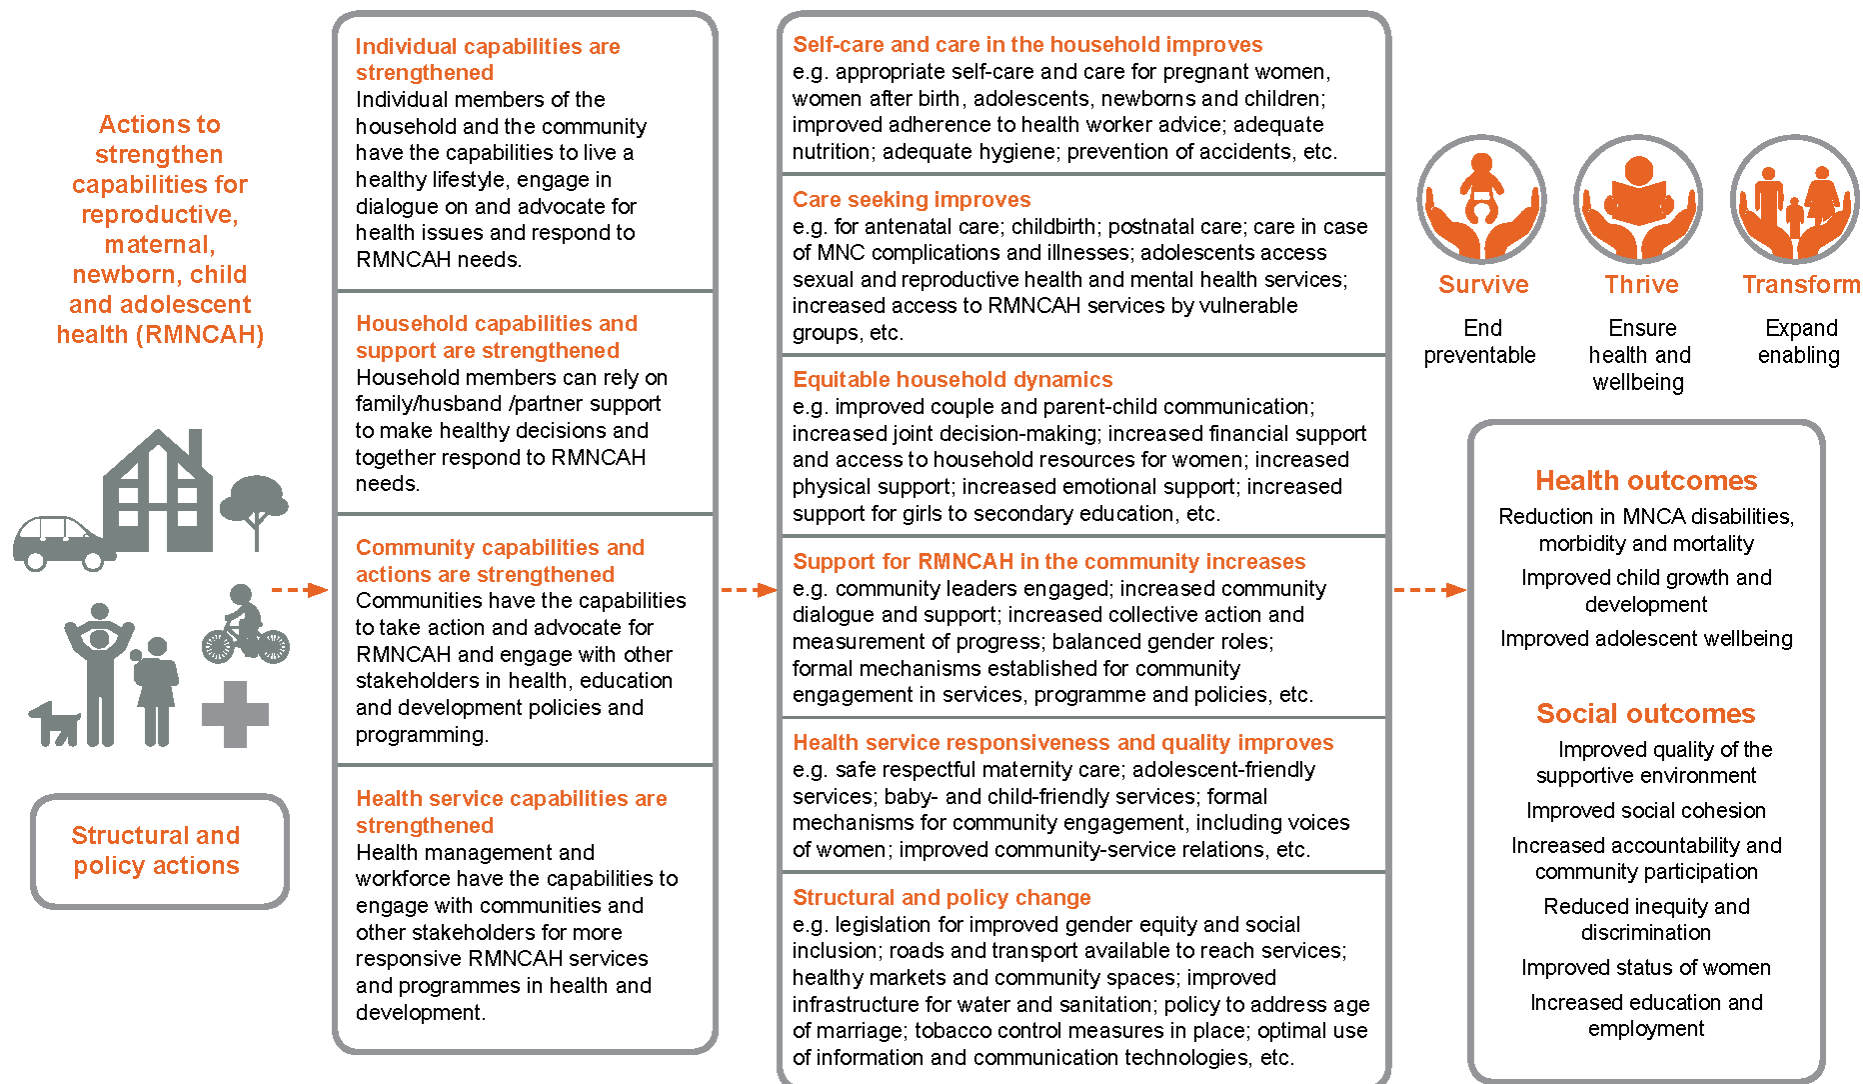 Actions to
strengthen
capabilities for
reproductive,
maternal,
newborn, child
and adolescent
health (RMNCAH)
Structural and
policy actions
Individual capabilities are
strengthened
Individual members of the
household and the community
have the capabilities to live a
healthy lifestyle, engage in
dialogue on and advocate for
health issues and respond to
RMNCAH needs.
Household capabilities and
support are strengthened
Household members can rely on
family/husband /partner support
to make healthy decisions and
together respond to RMNCAH
needs.
Community capabilities and
actions are strengthened
Communities have the capabilities
to take action and advocate for
RMNCAH and engage with other
stakeholders in health, education
and development policies and
programming.
Health service capabilities are
strengthened
Health management and
workforce have the capabilities to
engage with communities and
other stakeholders for more
responsive RMNCAH services
and programmes in health and
development.
Self-care and care in the household improves
e.g. appropriate self-care and care for pregnant women,
women after birth, adolescents, newborns and children;
improved adherence to health worker advice; adequate
nutrition; adequate hygiene; prevention of accidents, etc.
Care seeking improves
e.g. for antenatal care; childbirth; postnatal care; care in case
of MNC complications and illnesses; adolescents access
sexual and reproductive health and mental health services;
increased access to RMNCAH services by vulnerable
groups, etc.
Equitable household dynamics
e.g. improved couple and parent-child communication;
increased joint decision-making; increased financial support
and access to household resources for women; increased
physical support; increased emotional support; increased
support for girls to secondary education, etc.
Support for RMNCAH in the community increases
e.g. community leaders engaged; increased community
dialogue and support; increased collective action and
measurement of progress; balanced gender roles;
formal mechanisms established for community
engagement in services, programme and policies, etc.
Health service responsiveness and quality improves
e.g. safe respectful maternity care; adolescent-friendly
services; baby- and child-friendly services; formal
mechanisms for community engagement, including voices
of women; improved community-service relations, etc.
Structural and policy change
e.g. legislation for improved gender equity and social
inclusion; roads and transport available to reach services;
healthy markets and community spaces; improved
infrastructure for water and sanitation; policy to address age
of marriage; tobacco control measures in place; optimal use
of information and communication technologies, etc.
Survive
End
preventable
Thrive
Ensure
health and
wellbeing
Transform
Expand
enabling
Health outcomes
Reduction in MNCA disabilities,
morbidity and mortality
Improved child growth and
development
Improved adolescent wellbeing
Social outcomes
Improved quality of the
supportive environment
Improved social cohesion
Increased accountability and
community participation
Reduced inequity and
discrimination
Improved status of women
Increased education and
employment